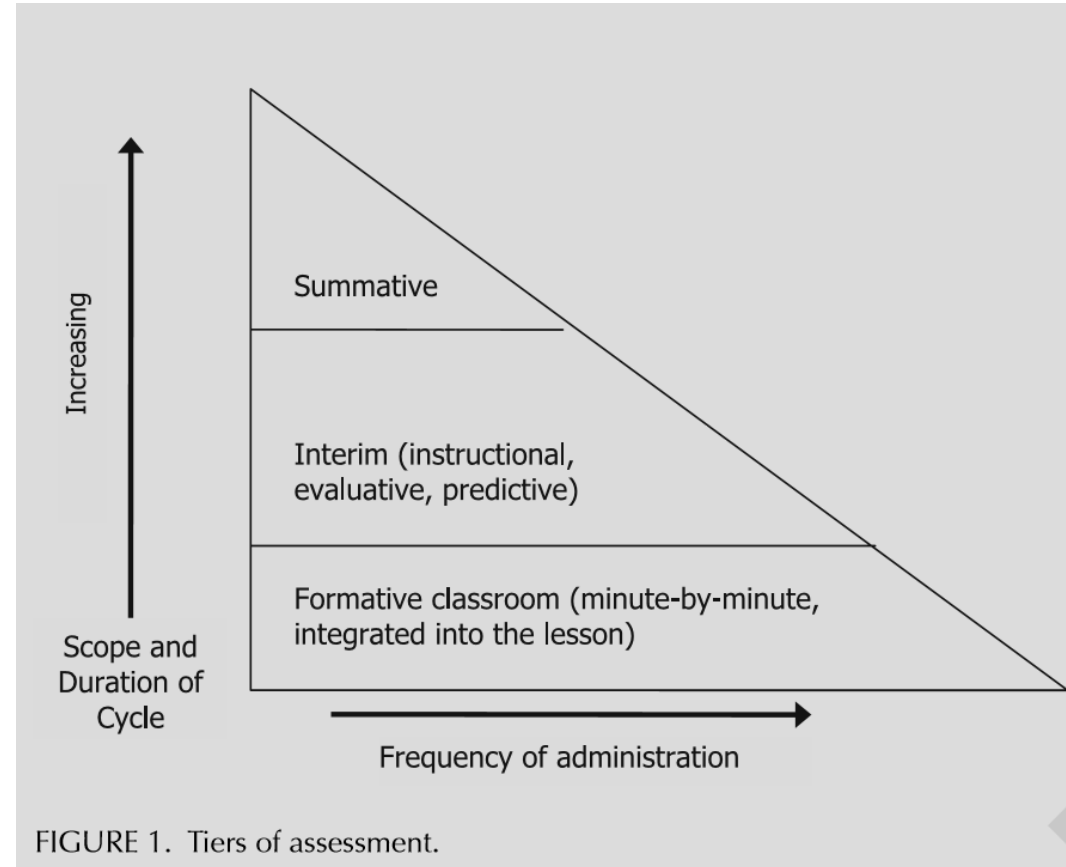 Summative
Increasing
Interim (instructional,
evaluative, predictive)
Formative classroom (minute-by-minute,
integrated into the lesson)
Scope and
Duration of
Cycle
Frequency of administration
FIGURE 1. Tiers of assessment.